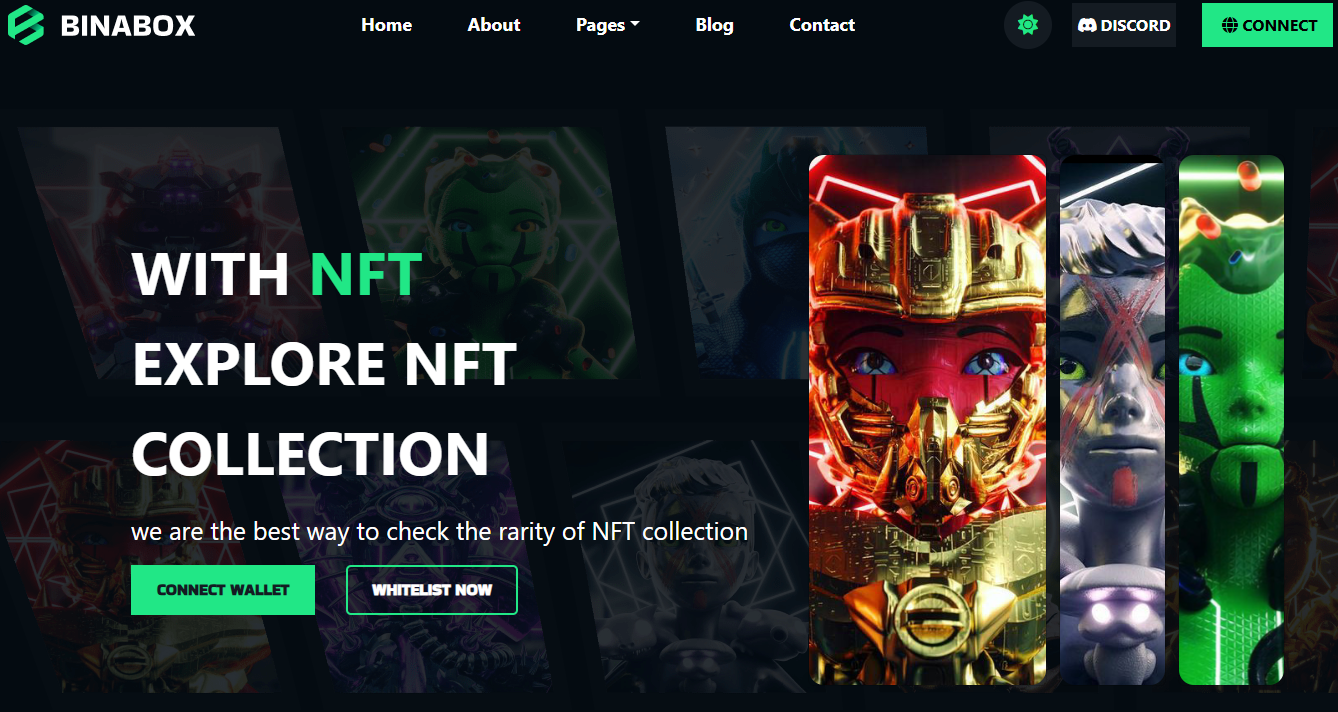 BINABOX
Home
About
Pages
Blog
Contact
DISCORD
CONNECT
WITH NFT
EXPLORE NFT
COLLECTION
we are the best way to check the rarity of NFT collection
CONNECT WALLET
WHITELIST NOW